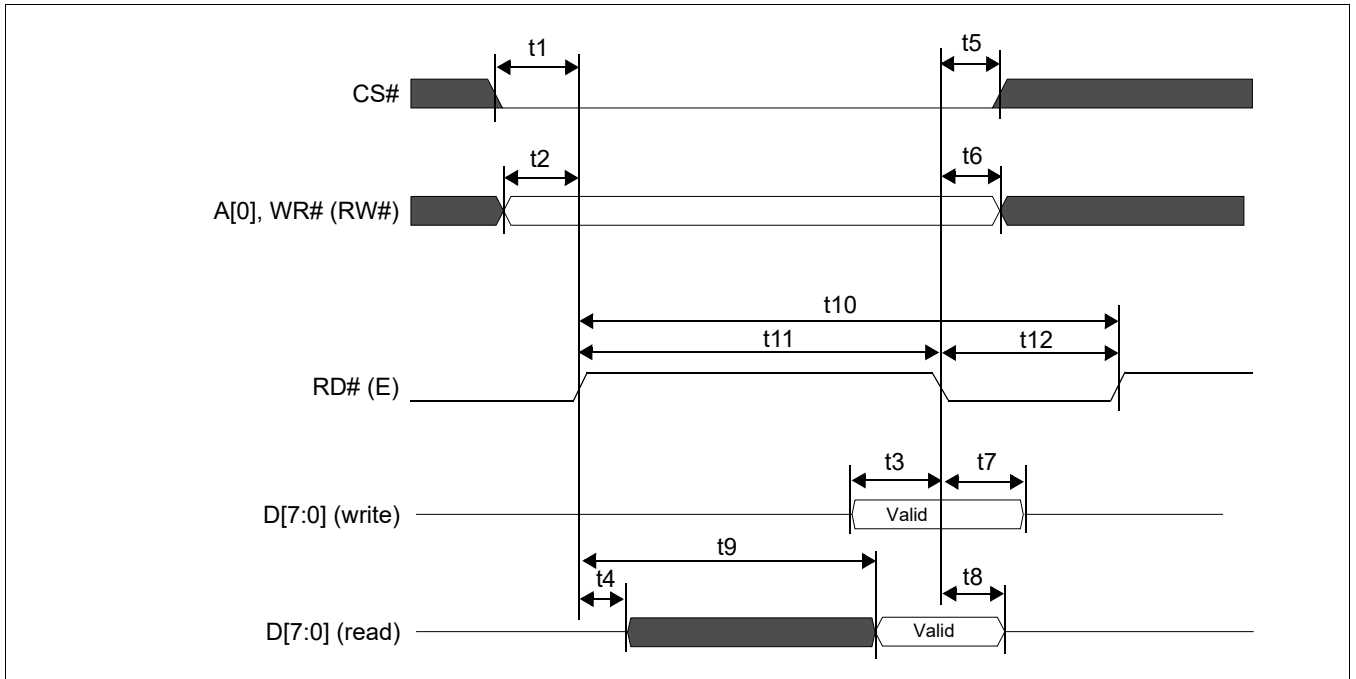 t1 t5
CS#
t2 t6
A[0], WR# (RW#)
t10
t11 t12
RD# (E)
t3 t7
D[7:0] (write) Valid
t9
t4 t8
D[7:0] (read) Valid